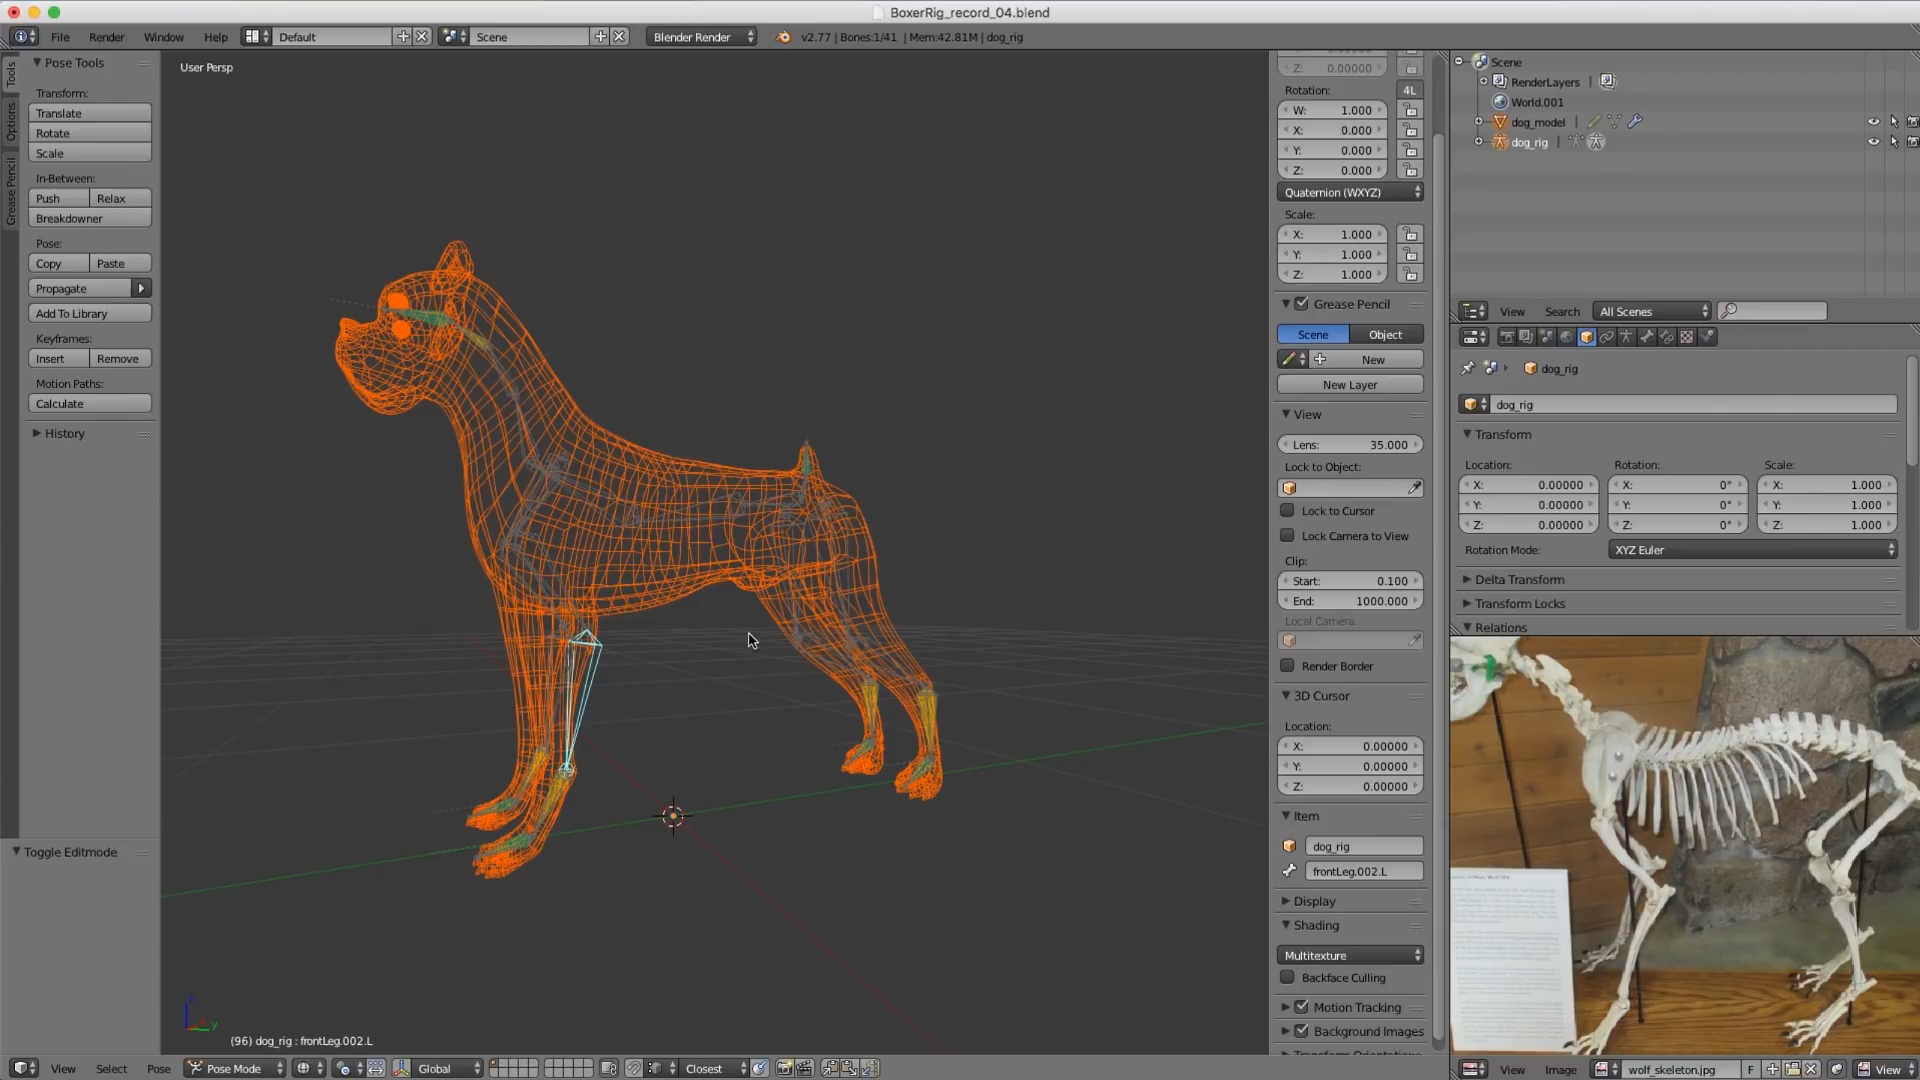 BoxerRig_record_04.blend
File Render Window Help Default Scene Blender Render v2.77 | Bones:1/41 | Mem:42.81M | dog_rig
Tools
Options
Grease Pencil
Pose Tools
Transform:
Translate
Rotate
Scale
In-Between:
Push Relax
Breakdowner
Pose:
Copy Paste
Propagate
Add To Library
Keyframes:
Insert Remove
Motion Paths:
Calculate
History
Toggle Editmode
User Persp
(96) dog_rig : frontLeg.002.L
View Select Pose Pose Mode Global Closest
Z: 0.00000
Rotation: 4L
W: 1.000
X: 0.000
Y: 0.000
Z: 0.000
Quaternion (WXYZ)
Scale:
X: 1.000
Y: 1.000
Z: 1.000
Grease Pencil
Scene Object
New
New Layer
View
Lens: 35.000
Lock to Object:
Lock to Cursor
Lock Camera to View
Clip:
Start: 0.100
End: 1000.000
Local Camera:
Render Border
3D Cursor
Location:
X: 0.00000
Y: 0.00000
Z: 0.00000
Item
dog_rig
frontLeg.002.L
Display
Shading
Multitexture
Backface Culling
Motion Tracking
Background Images
Scene
RenderLayers
World.001
dog_model
dog_rig
View Search All Scenes
dog_rig
dog_rig
Transform
Location: Rotation: Scale:
X: 0.00000 X: 0° X: 1.000
Y: 0.00000 Y: 0° Y: 1.000
Z: 0.00000 Z: 0° Z: 1.000
Rotation Mode: XYZ Euler
Delta Transform
Transform Locks
Relations
View Image wolf_skeleton.jpg F View